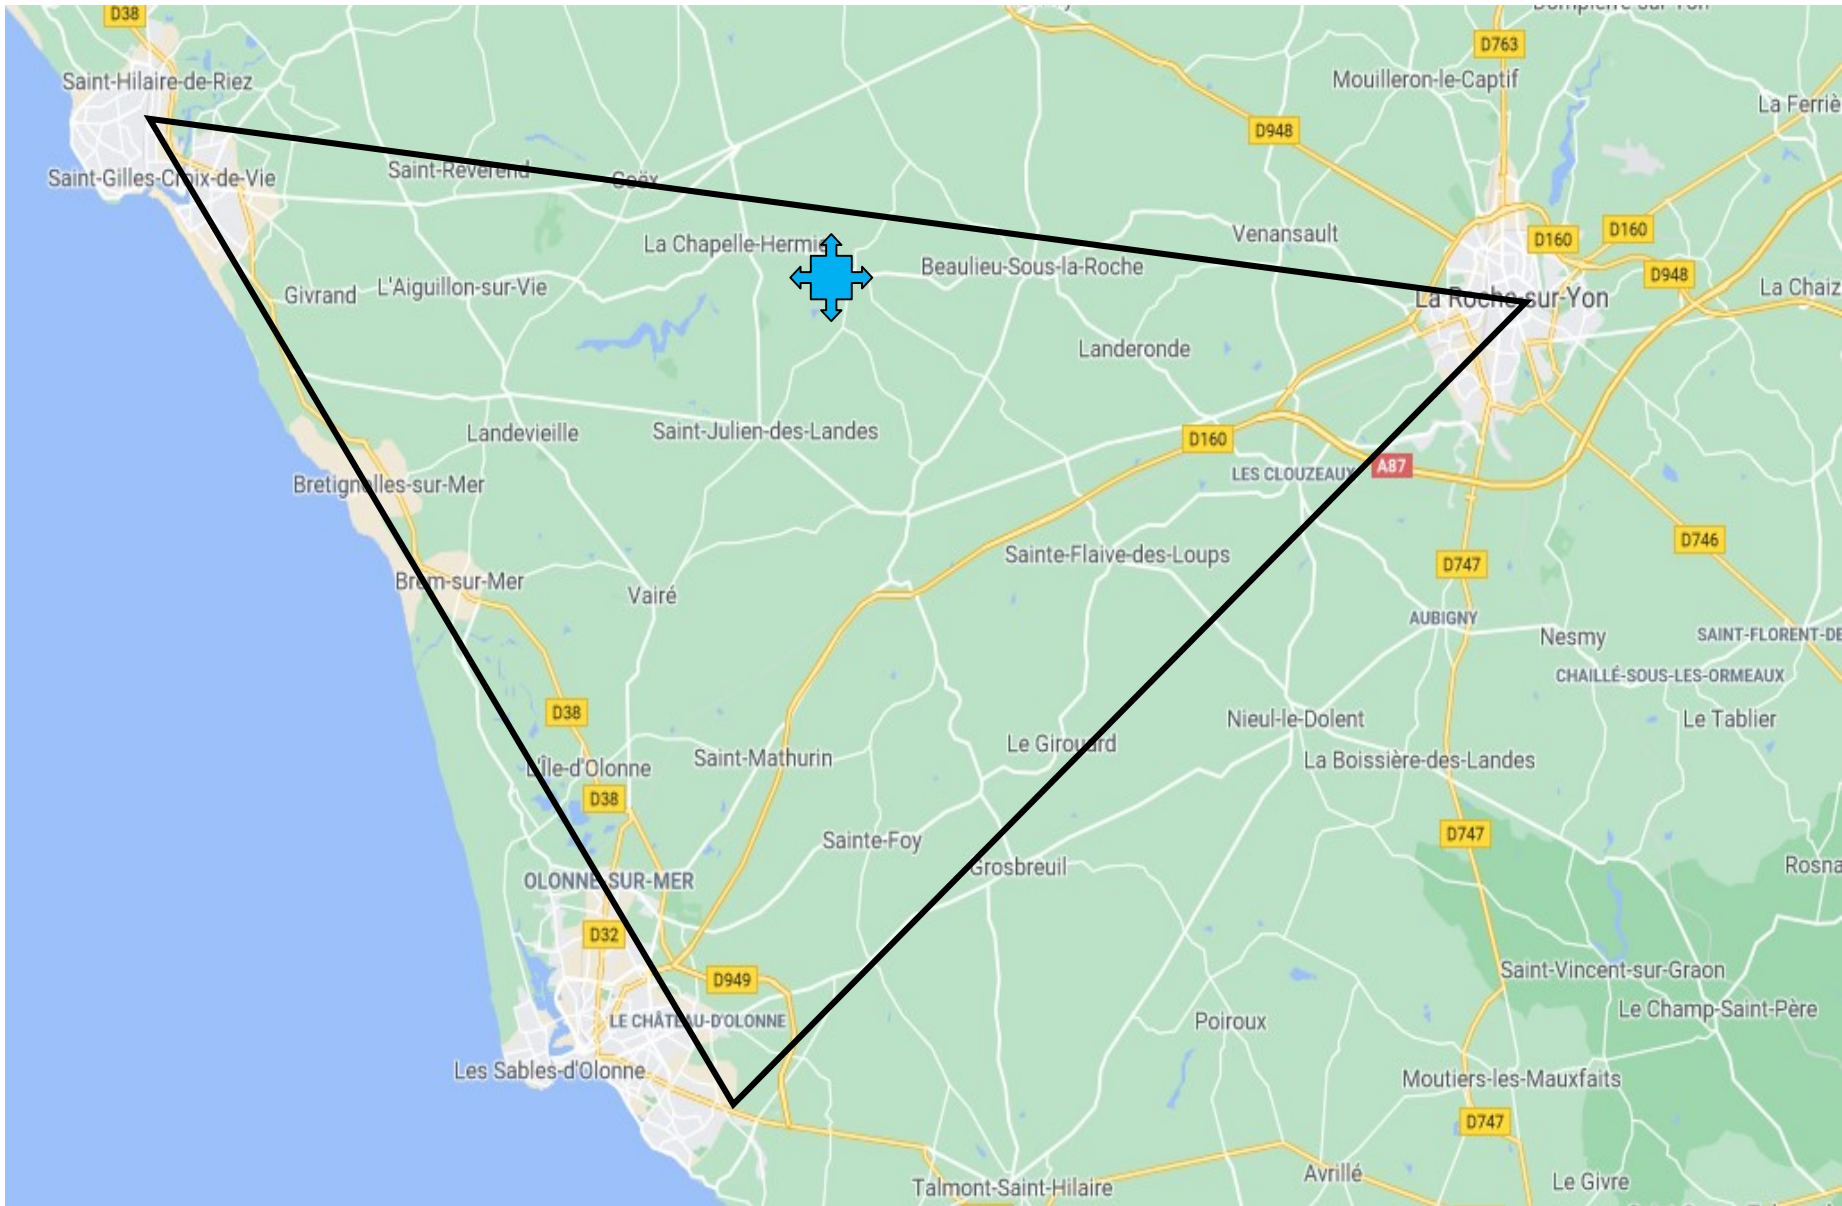 D38
D763
Saint-Hilaire-de-Riez
Mouilleron-le-Captif
La Ferriè
D948
Saint-Gilles-Croix-de-Vie
Saint-Révérend
Coëx
Venansault
D160
D160
La Chapelle-Hermier
Beaulieu-Sous-la-Roche
D948
Givrand
L'Aiguillon-sur-Vie
La Roche-sur-Yon
La Chaiz
Landeronde
Landevieille
Saint-Julien-des-Landes
D160
LES CLOUZEAUX
A87
Bretignolles-sur-Mer
D746
Sainte-Flaive-des-Loups
D747
Brem-sur-Mer
Vairé
AUBIGNY
Nesmy
SAINT-FLORENT-DE
CHAILLÉ-SOUS-LES-ORMEAUX
D38
Nieul-le-Dolent
Le Tablier
Le Girouard
Saint-Mathurin
La Boissière-des-Landes
L'Île-d'Olonne
D38
D747
Sainte-Foy
Grosbreuil
Rosna
OLONNE-SUR-MER
D32
D949
Saint-Vincent-sur-Graon
Le Champ-Saint-Père
LE CHÂTEAU-D'OLONNE
Poiroux
Les Sables-d'Olonne
Moutiers-les-Mauxfaits
D747
Avrillé
Le Givre
Talmont-Saint-Hilaire